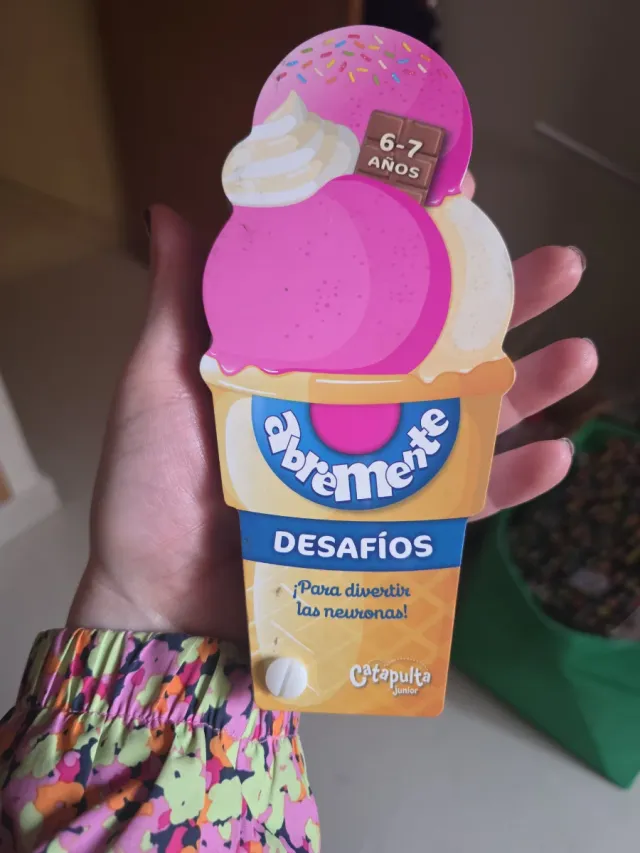 6-7
AÑOS
abremente
DESAFÍOS
¡Para divertir
las neuronas!
Catapulta
junior